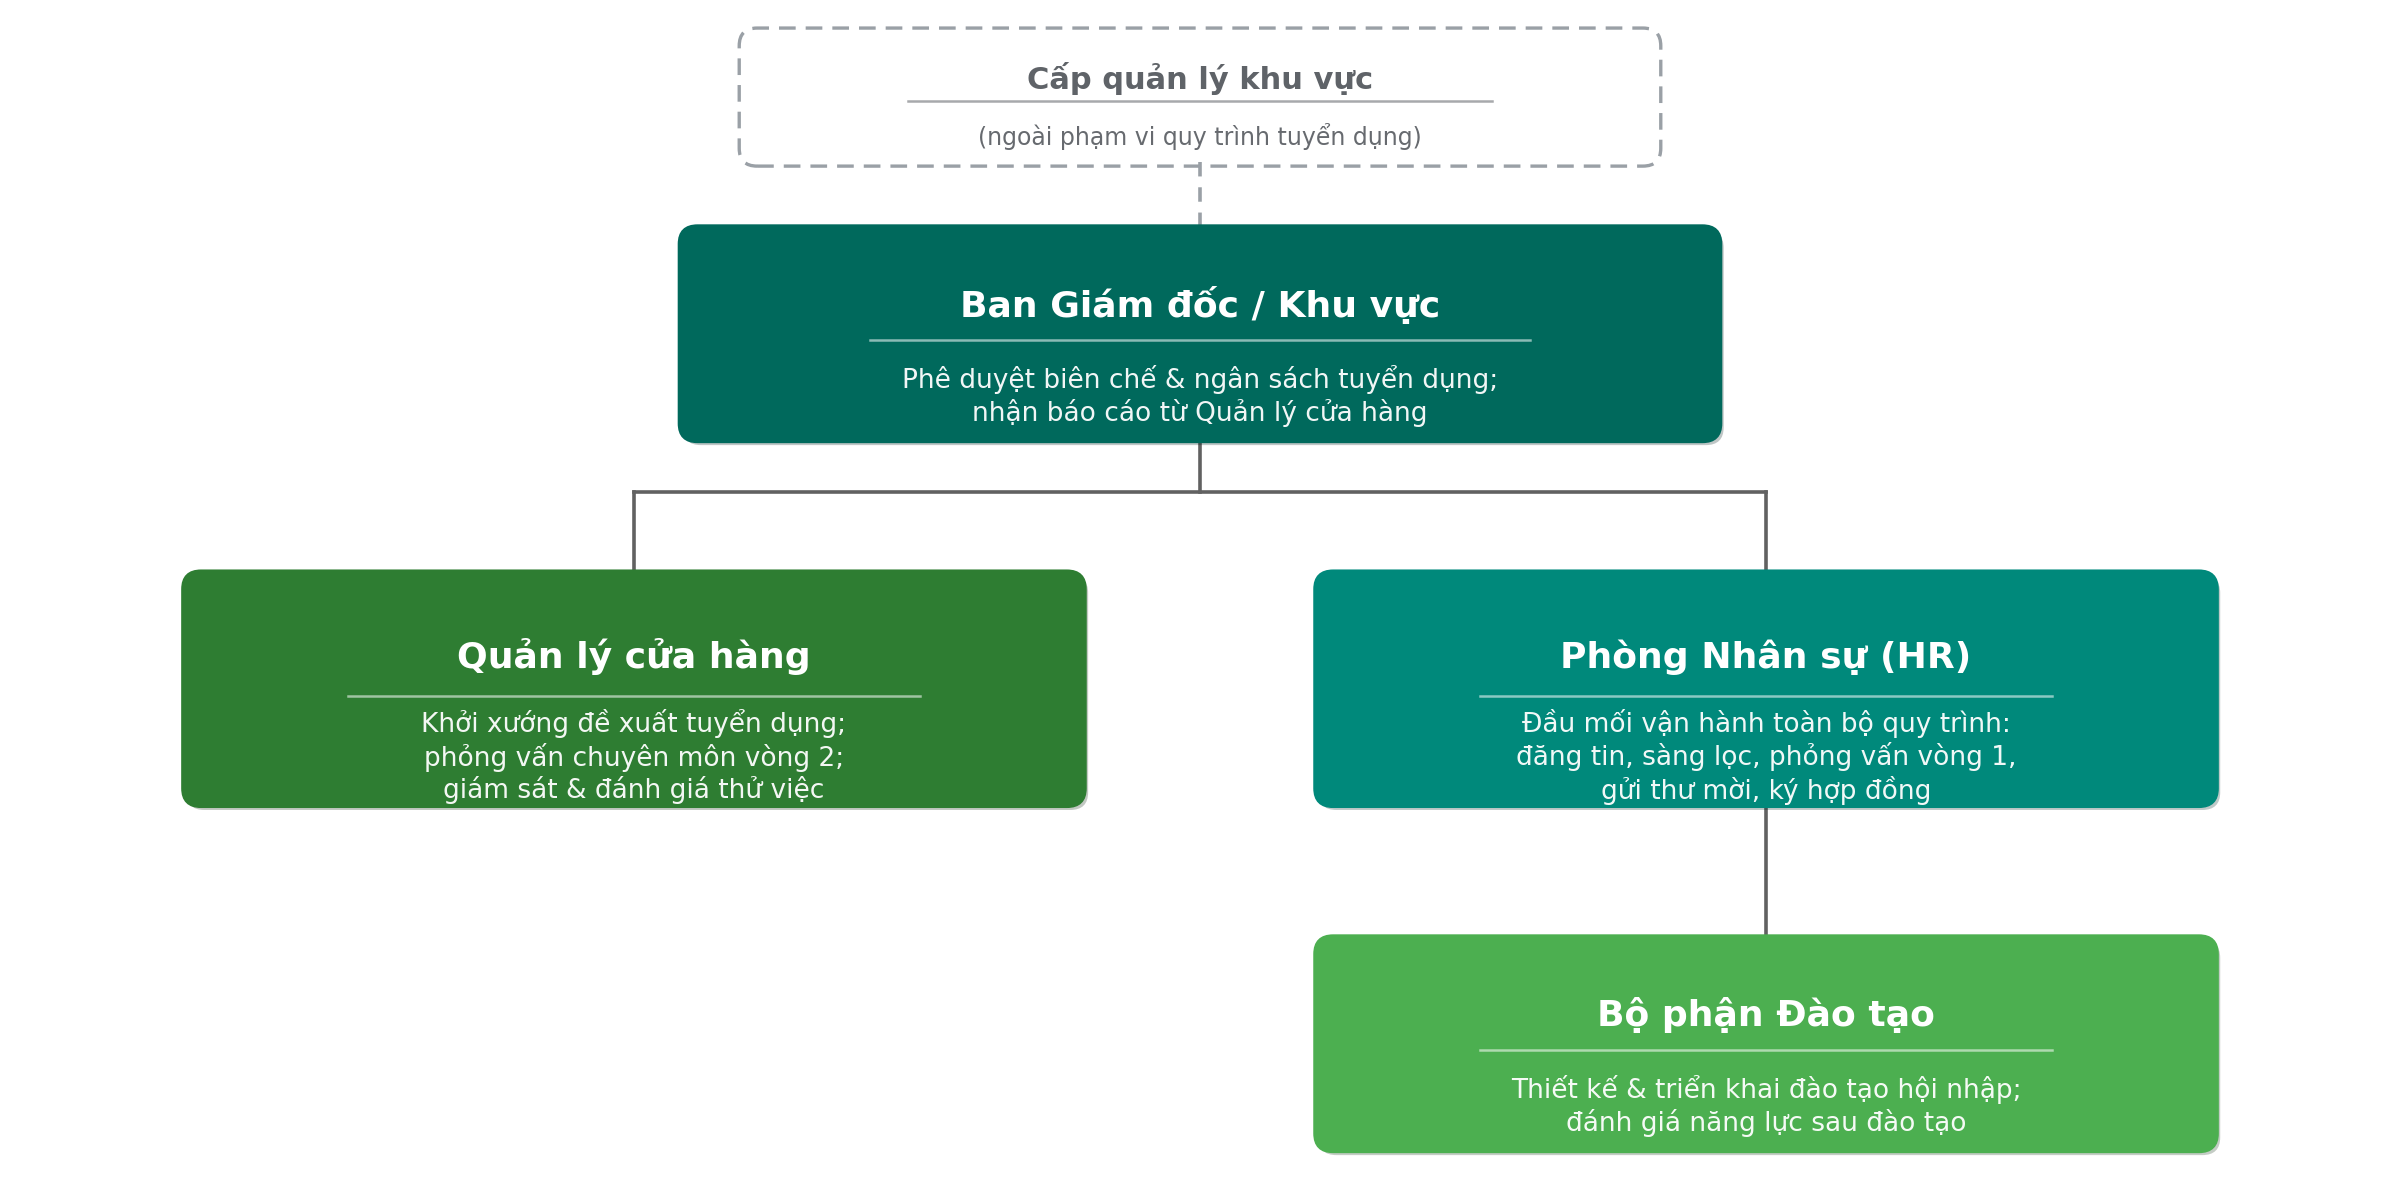 Cấp quản lý khu vực
(ngoài phạm vi quy trình tuyển dụng)
Ban Giám đốc / Khu vực
Phê duyệt biên chế & ngân sách tuyển dụng;
nhận báo cáo từ Quản lý cửa hàng
Quản lý cửa hàng
Khởi xướng đề xuất tuyển dụng;
phỏng vấn chuyên môn vòng 2;
giám sát & đánh giá thử việc
Phòng Nhân sự (HR)
Đầu mối vận hành toàn bộ quy trình:
đăng tin, sàng lọc, phỏng vấn vòng 1,
gửi thư mời, ký hợp đồng
Bộ phận Đào tạo
Thiết kế & triển khai đào tạo hội nhập;
đánh giá năng lực sau đào tạo